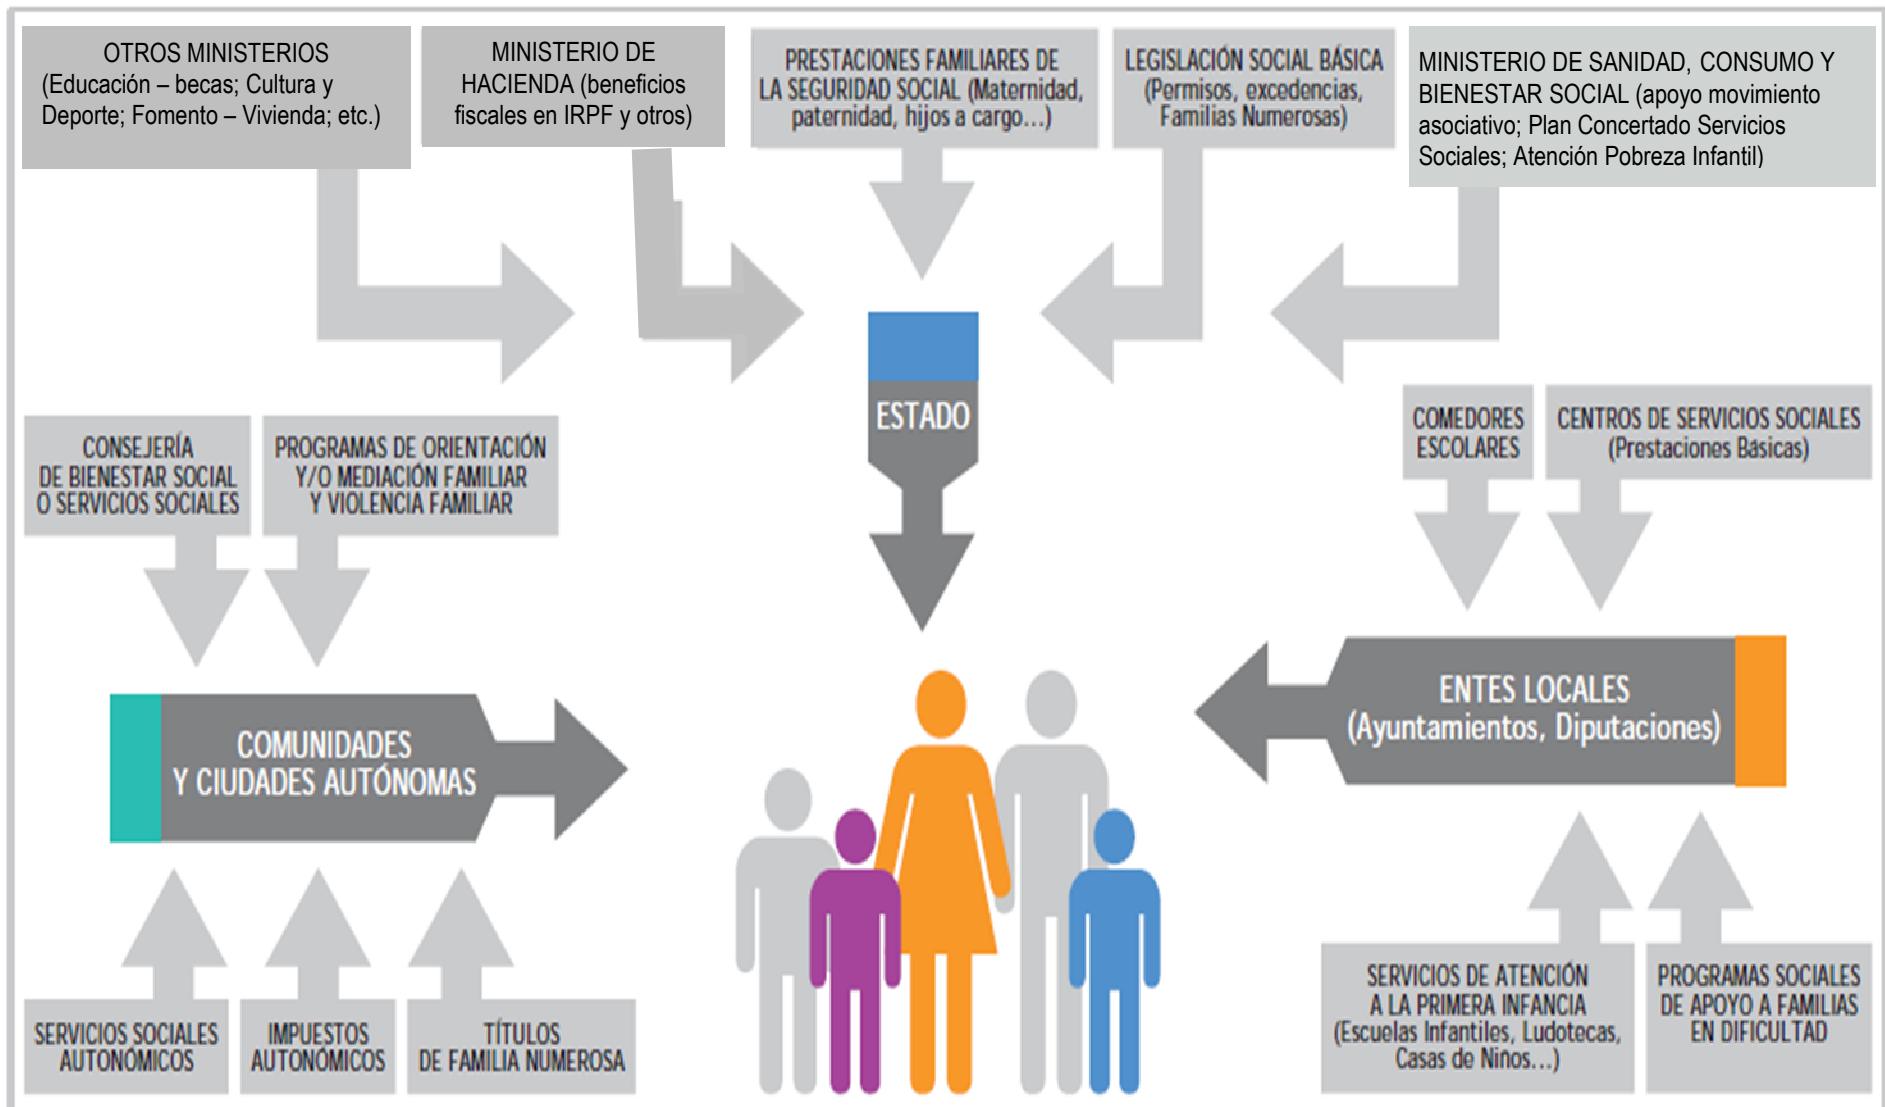 OTROS MINISTERIOS
(Educación – becas; Cultura y
Deporte; Fomento – Vivienda; etc.)
MINISTERIO DE
HACIENDA (beneficios
fiscales en IRPF y otros)
PRESTACIONES FAMILIARES DE
LA SEGURIDAD SOCIAL (Maternidad,
paternidad, hijos a cargo...)
LEGISLACIÓN SOCIAL BÁSICA
(Permisos, excedencias,
Familias Numerosas)
MINISTERIO DE SANIDAD, CONSUMO Y
BIENESTAR SOCIAL (apoyo movimiento
asociativo; Plan Concertado Servicios
Sociales; Atención Pobreza Infantil)
ESTADO
CONSEJERÍA
DE BIENESTAR SOCIAL
O SERVICIOS SOCIALES
PROGRAMAS DE ORIENTACIÓN
Y/O MEDIACIÓN FAMILIAR
Y VIOLENCIA FAMILIAR
COMEDORES
ESCOLARES
CENTROS DE SERVICIOS SOCIALES
(Prestaciones Básicas)
COMUNIDADES
Y CIUDADES AUTÓNOMAS
ENTES LOCALES
(Ayuntamientos, Diputaciones)
SERVICIOS SOCIALES
AUTONÓMICOS
IMPUESTOS
AUTONÓMICOS
TÍTULOS
DE FAMILIA NUMEROSA
SERVICIOS DE ATENCIÓN
A LA PRIMERA INFANCIA
(Escuelas Infantiles, Ludotecas,
Casas de Niños...)
PROGRAMAS SOCIALES
DE APOYO A FAMILIAS
EN DIFICULTAD